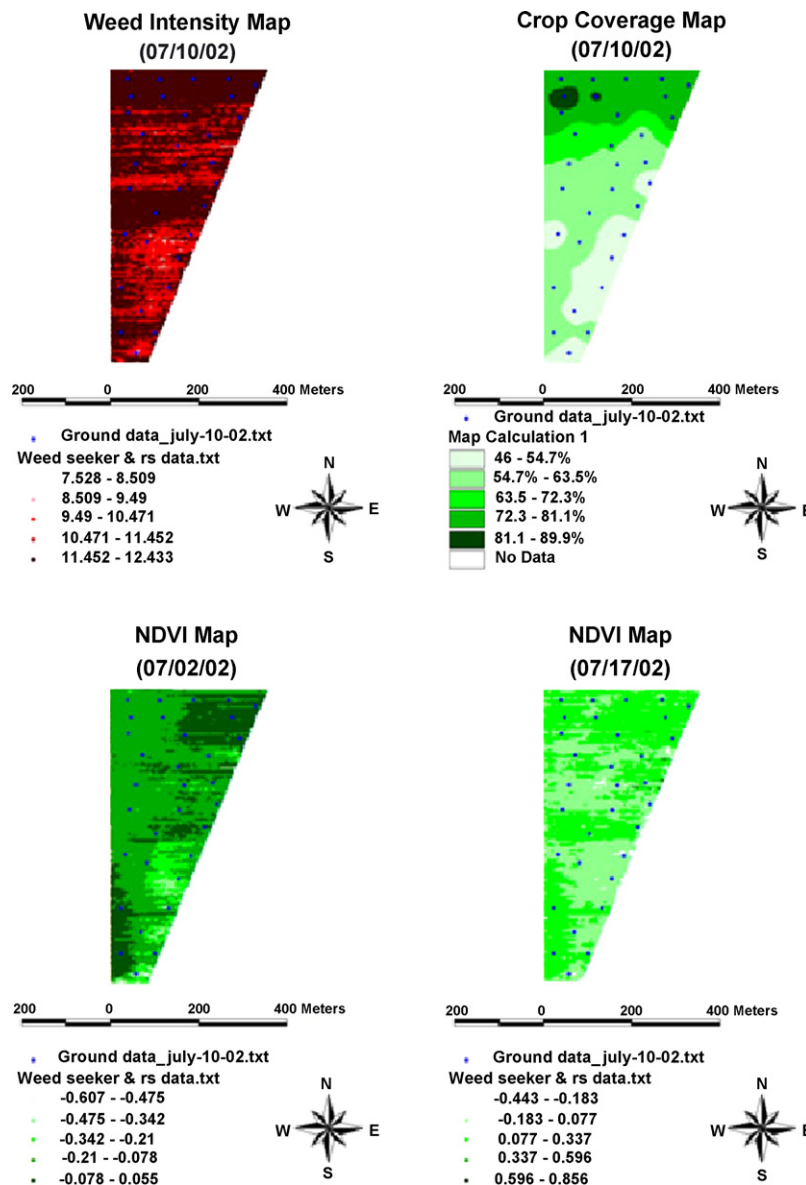 Weed Intensity Map
(07/10/02)
200 0 200 400 Meters
Ground data_july-10-02.txt
Weed seeker & rs data.txt
7.528 - 8.509
8.509 - 9.49
9.49 - 10.471
10.471 - 11.452
11.452 - 12.433
N
W E
S
Crop Coverage Map
(07/10/02)
200 0 200 400 Meters
Ground data_july-10-02.txt
Map Calculation 1
46 - 54.7%
54.7% - 63.5%
63.5 - 72.3%
72.3 - 81.1%
81.1 - 89.9%
No Data
N
W E
S
NDVI Map
(07/02/02)
200 0 200 400 Meters
Ground data_july-10-02.txt
Weed seeker & rs data.txt
-0.607 - -0.475
-0.475 - -0.342
-0.342 - -0.21
-0.21 - -0.078
-0.078 - 0.055
N
W E
S
NDVI Map
(07/17/02)
200 0 200 400 Meters
Ground data_july-10-02.txt
Weed seeker & rs data.txt
-0.443 - -0.183
-0.183 - 0.077
0.077 - 0.337
0.337 - 0.596
0.596 - 0.856
N
W E
S